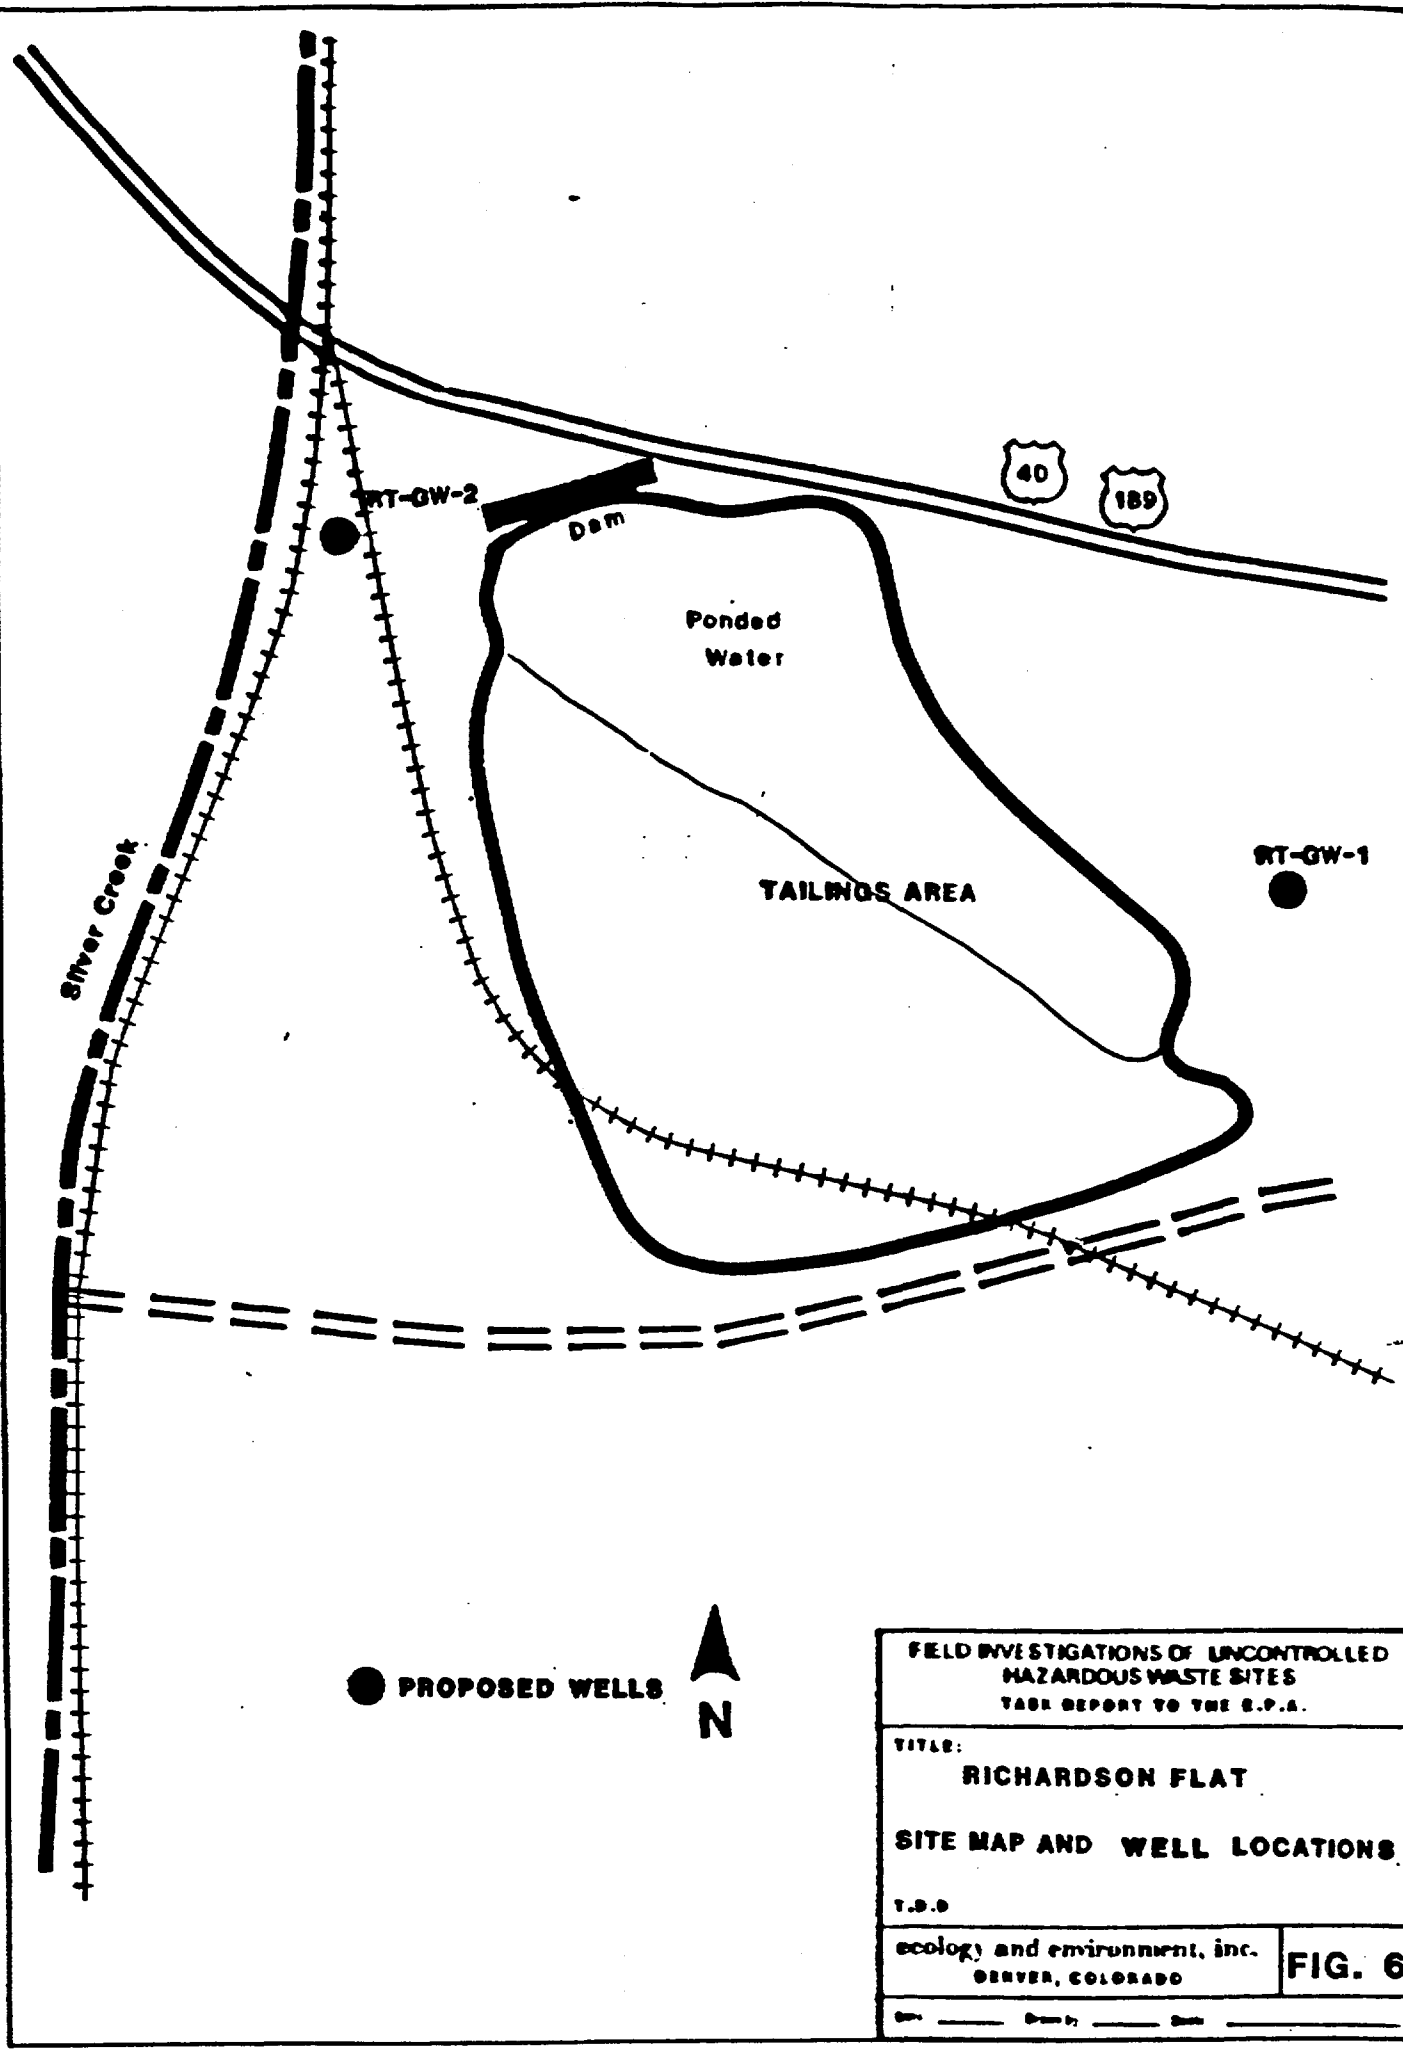 40
189
RT-GW-2
Dam
Ponded
Water
RT-GW-1
TAILINGS AREA
Silver Creek
PROPOSED WELLS
N
FIELD INVESTIGATIONS OF UNCONTROLLED
HAZARDOUS WASTE SITES
TASK REPORT TO THE E.P.A.
TITLE:
RICHARDSON FLAT
SITE MAP AND WELL LOCATIONS
T.D.D
ecology and environment, inc.
DENVER, COLORADO
FIG. 6